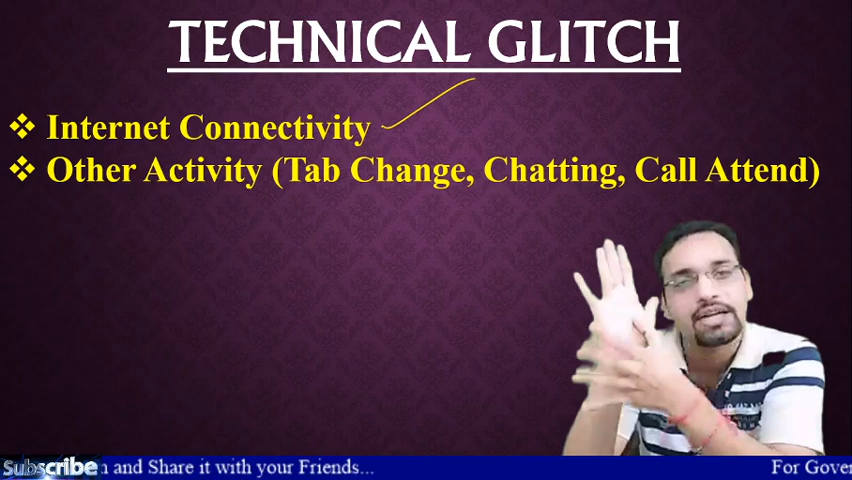 TECHNICAL GLITCH
❖ Internet Connectivity
❖ Other Activity (Tab Change, Chatting, Call Attend)
Subscribe and Share it with your Friends... For